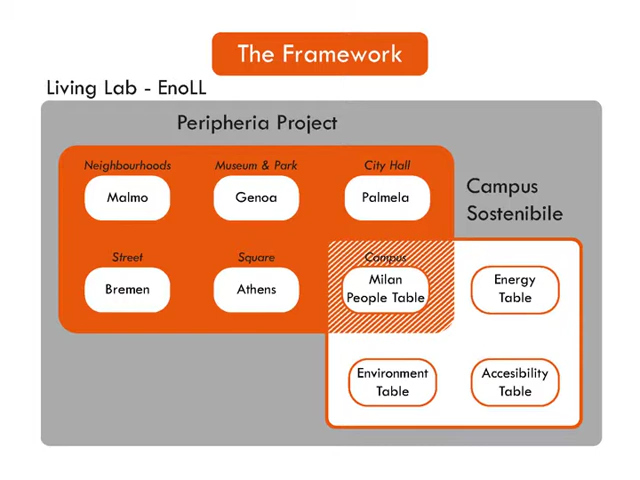 The Framework
Living Lab - EnoLL
Peripheria Project
Neighbourhoods
Museum & Park
City Hall
Malmo
Genoa
Palmela
Campus
Sostenibile
Street
Square
Campus
Bremen
Athens
Milan
People Table
Energy
Table
Environment
Table
Accesibility
Table